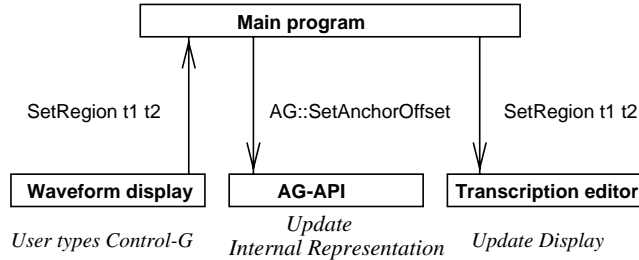 Main program
SetRegion t1 t2
AG::SetAnchorOffset
SetRegion t1 t2
Waveform display
AG-API
Transcription editor
User types Control-G
Update
Internal Representation
Update Display